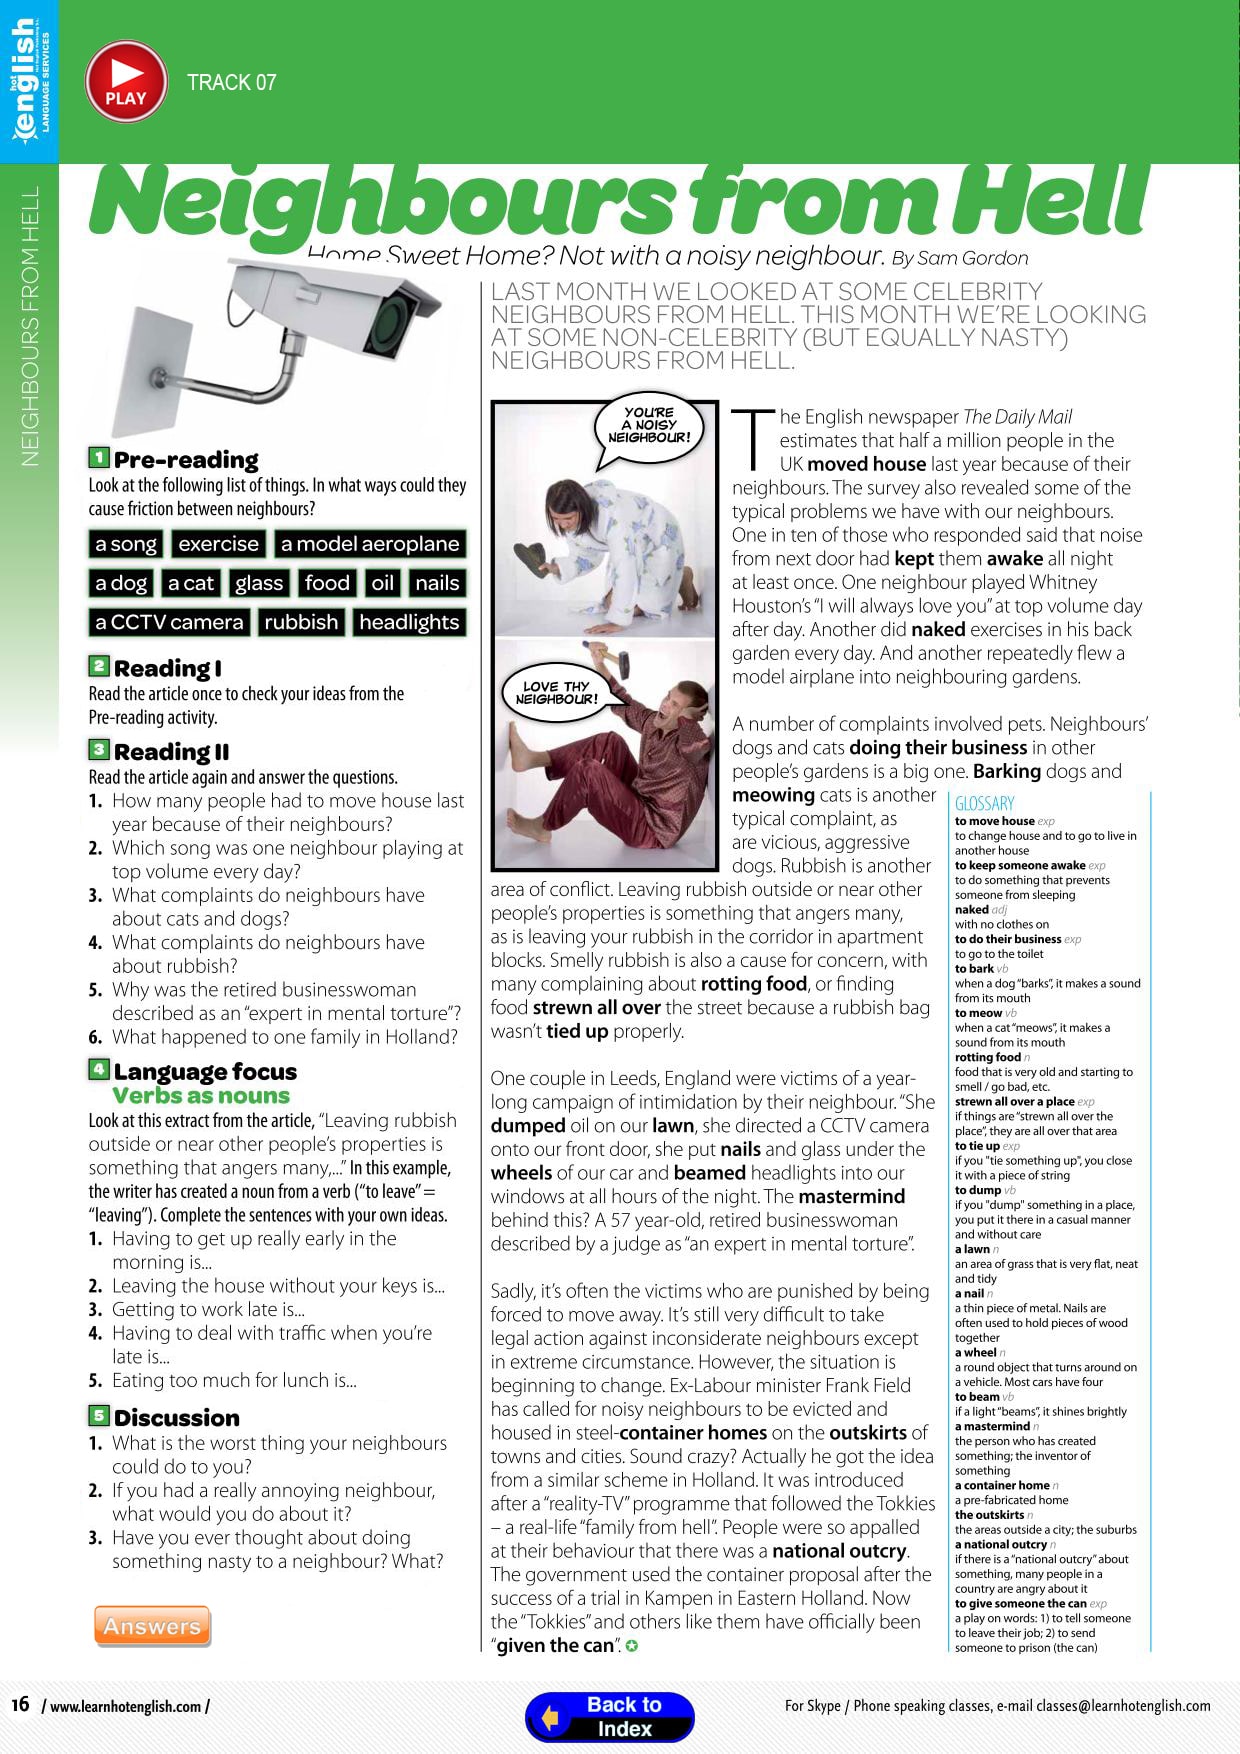 hot
english
LANGUAGE SERVICES
PLAY
TRACK 07
NEIGHBOURS FROM HELL
Neighbours from Hell
Home Sweet Home? Not with a noisy neighbour. By Sam Gordon
1 Pre-reading
Look at the following list of things. In what ways could they
cause friction between neighbours?
a song exercise a model aeroplane
a dog a cat glass food oil nails
a CCTV camera rubbish headlights
2 Reading I
Read the article once to check your ideas from the
Pre-reading activity.
3 Reading II
Read the article again and answer the questions.
1. How many people had to move house last
year because of their neighbours?
2. Which song was one neighbour playing at
top volume every day?
3. What complaints do neighbours have
about cats and dogs?
4. What complaints do neighbours have
about rubbish?
5. Why was the retired businesswoman
described as an “expert in mental torture”?
6. What happened to one family in Holland?
4 Language focus
Verbs as nouns
Look at this extract from the article, “Leaving rubbish
outside or near other people’s properties is
something that angers many,...” In this example,
the writer has created a noun from a verb (“to leave” =
“leaving”). Complete the sentences with your own ideas.
1. Having to get up really early in the
morning is...
2. Leaving the house without your keys is...
3. Getting to work late is...
4. Having to deal with traffic when you’re
late is...
5. Eating too much for lunch is...
5 Discussion
1. What is the worst thing your neighbours
could do to you?
2. If you had a really annoying neighbour,
what would you do about it?
3. Have you ever thought about doing
something nasty to a neighbour? What?
Answers
LAST MONTH WE LOOKED AT SOME CELEBRITY
NEIGHBOURS FROM HELL. THIS MONTH WE’RE LOOKING
AT SOME NON-CELEBRITY (BUT EQUALLY NASTY)
NEIGHBOURS FROM HELL.
YOU'RE
A NOISY
NEIGHBOUR!
LOVE THY
NEIGHBOUR!
The English newspaper The Daily Mail
estimates that half a million people in the
UK moved house last year because of their
neighbours. The survey also revealed some of the
typical problems we have with our neighbours.
One in ten of those who responded said that noise
from next door had kept them awake all night
at least once. One neighbour played Whitney
Houston’s “I will always love you” at top volume day
after day. Another did naked exercises in his back
garden every day. And another repeatedly flew a
model airplane into neighbouring gardens.
A number of complaints involved pets. Neighbours’
dogs and cats doing their business in other
people’s gardens is a big one. Barking dogs and
meowing cats is another
typical complaint, as
are vicious, aggressive
dogs. Rubbish is another
area of conflict. Leaving rubbish outside or near other
people’s properties is something that angers many,
as is leaving your rubbish in the corridor in apartment
blocks. Smelly rubbish is also a cause for concern, with
many complaining about rotting food, or finding
food strewn all over the street because a rubbish bag
wasn’t tied up properly.
One couple in Leeds, England were victims of a year-
long campaign of intimidation by their neighbour. “She
dumped oil on our lawn, she directed a CCTV camera
onto our front door, she put nails and glass under the
wheels of our car and beamed headlights into our
windows at all hours of the night. The mastermind
behind this? A 57 year-old, retired businesswoman
described by a judge as “an expert in mental torture”.
Sadly, it’s often the victims who are punished by being
forced to move away. It’s still very difficult to take
legal action against inconsiderate neighbours except
in extreme circumstance. However, the situation is
beginning to change. Ex-Labour minister Frank Field
has called for noisy neighbours to be evicted and
housed in steel-container homes on the outskirts of
towns and cities. Sound crazy? Actually he got the idea
from a similar scheme in Holland. It was introduced
after a “reality-TV” programme that followed the Tokkies
– a real-life “family from hell”. People were so appalled
at their behaviour that there was a national outcry.
The government used the container proposal after the
success of a trial in Kampen in Eastern Holland. Now
the “Tokkies” and others like them have officially been
“given the can”.
GLOSSARY
to move house exp
to change house and to go to live in
another house
to keep someone awake exp
to do something that prevents
someone from sleeping
naked adj
with no clothes on
to do their business exp
to go to the toilet
to bark vb
when a dog “barks”, it makes a sound
from its mouth
to meow vb
when a cat “meows”, it makes a
sound from its mouth
rotting food n
food that is very old and starting to
smell / go bad, etc.
strewn all over a place exp
if things are “strewn all over the
place”, they are all over that area
to tie up exp
if you "tie something up", you close
it with a piece of string
to dump vb
if you "dump" something in a place,
you put it there in a casual manner
and without care
a lawn n
an area of grass that is very flat, neat
and tidy
a nail n
a thin piece of metal. Nails are
often used to hold pieces of wood
together
a wheel n
a round object that turns around on
a vehicle. Most cars have four
to beam vb
if a light “beams”, it shines brightly
a mastermind n
the person who has created
something; the inventor of
something
a container home n
a pre-fabricated home
the outskirts n
the areas outside a city; the suburbs
a national outcry n
if there is a “national outcry” about
something, many people in a
country are angry about it
to give someone the can exp
a play on words: 1) to tell someone
to leave their job; 2) to send
someone to prison (the can)
16 / www.learnhotenglish.com /
Back to
Index
For Skype / Phone speaking classes, e-mail classes@learnhotenglish.com